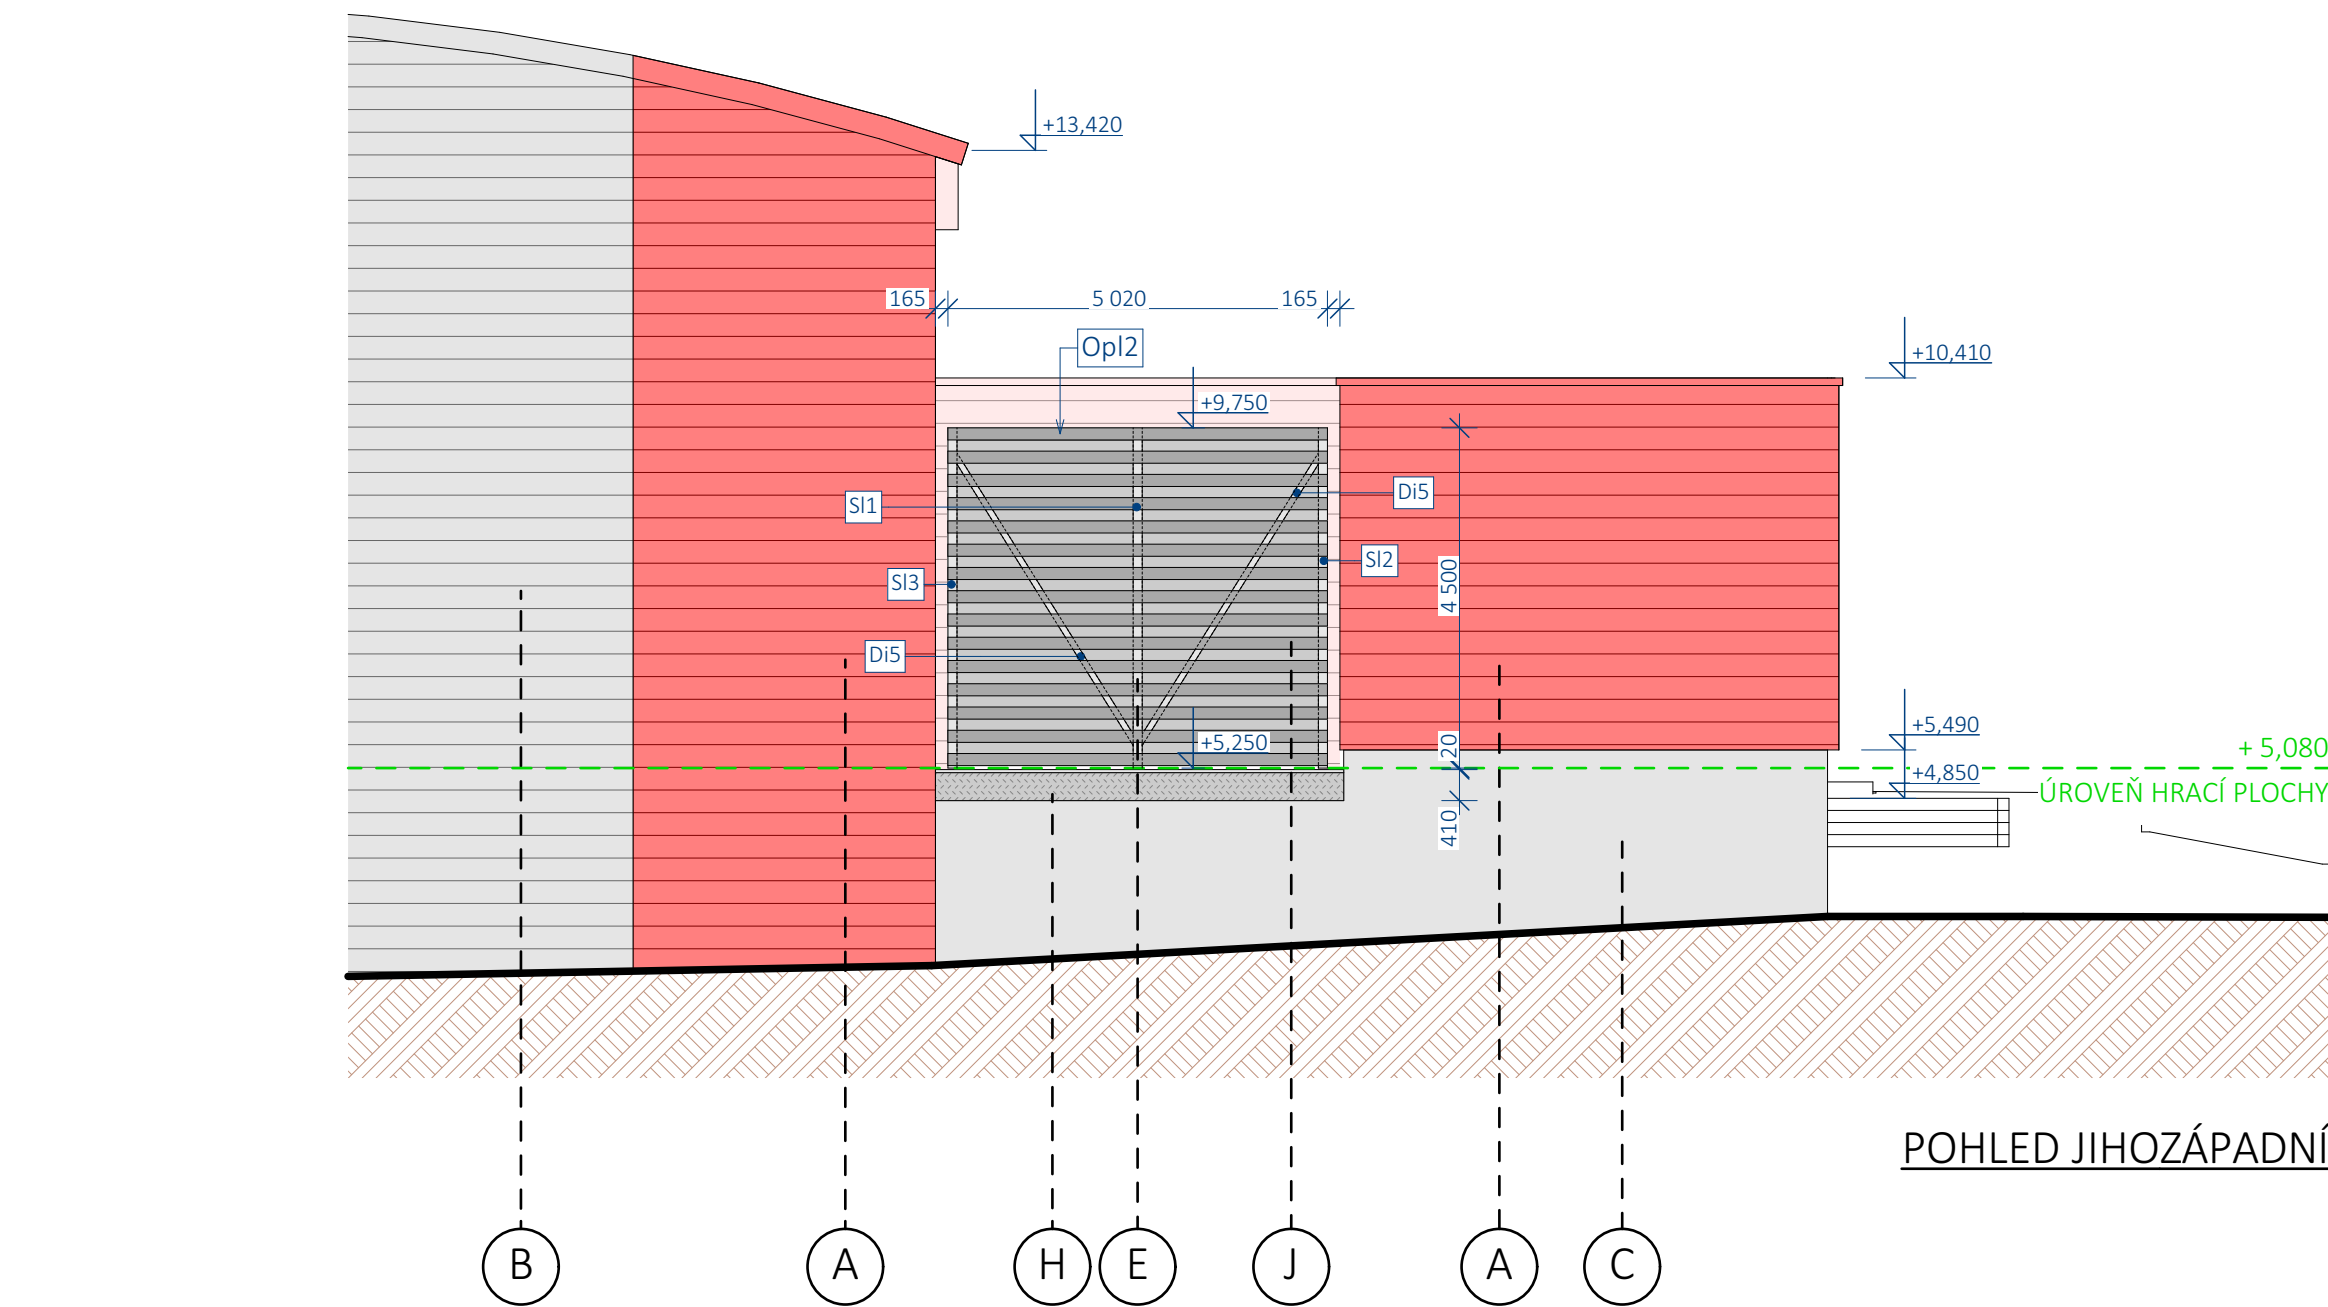 +13,420
165
5 020
165
Opl2
+10,410
+9,750
Di5
Sl1
Sl2
Sl3
4 500
Di5
+5,490
+5,250
20
+ 5,080
+4,850
ÚROVEŇ HRACÍ PLOCHY
410
POHLED JIHOZÁPADNÍ
B
A
H
E
J
A
C